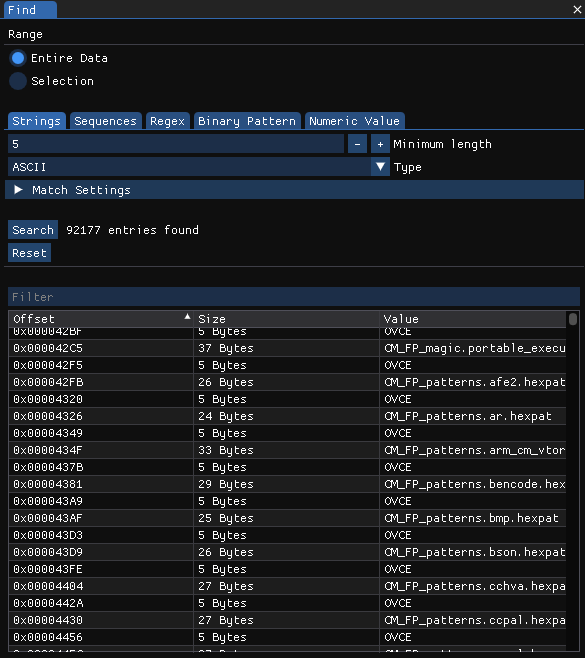 Find
Range
Entire Data
Selection
Strings Sequences Regex Binary Pattern Numeric Value
5 - + Minimum length
ASCII Type
Match Settings
Search 92177 entries found
Reset
Filter
Offset Size Value
0x000042BF 5 Bytes OVCE
0x000042C5 37 Bytes CM_FP_magic.portable_execu
0x000042F5 5 Bytes OVCE
0x000042FB 26 Bytes CM_FP_patterns.afe2.hexpat
0x00004320 5 Bytes OVCE
0x00004326 24 Bytes CM_FP_patterns.ar.hexpat
0x00004349 5 Bytes OVCE
0x0000434F 33 Bytes CM_FP_patterns.arm_cm_vtor
0x0000437B 5 Bytes OVCE
0x00004381 29 Bytes CM_FP_patterns.bencode.hex
0x000043A9 5 Bytes OVCE
0x000043AF 25 Bytes CM_FP_patterns.bmp.hexpat
0x000043D3 5 Bytes OVCE
0x000043D9 26 Bytes CM_FP_patterns.bson.hexpat
0x000043FE 5 Bytes OVCE
0x00004404 27 Bytes CM_FP_patterns.cchva.hexpa
0x0000442A 5 Bytes OVCE
0x00004430 27 Bytes CM_FP_patterns.ccpal.hexpa
0x00004456 5 Bytes OVCE